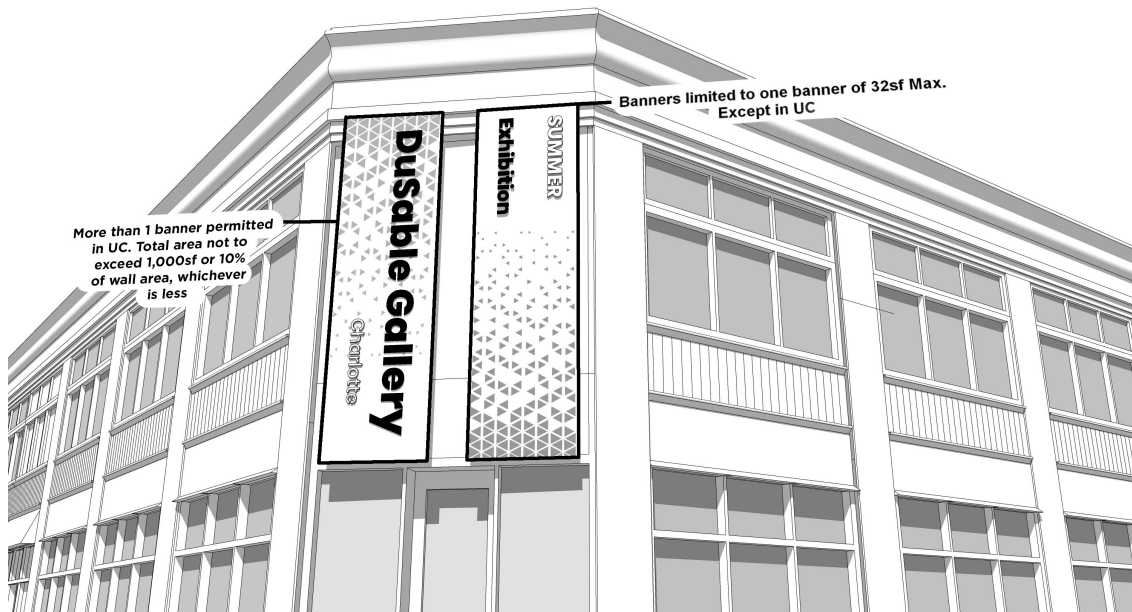 Banners limited to one banner of 32sf Max.
Except in UC
More than 1 banner permitted
in UC. Total area not to
exceed 1,000sf or 10%
of wall area, whichever
is less
DuSable Gallery
Charlotte
SUMMER
Exhibition